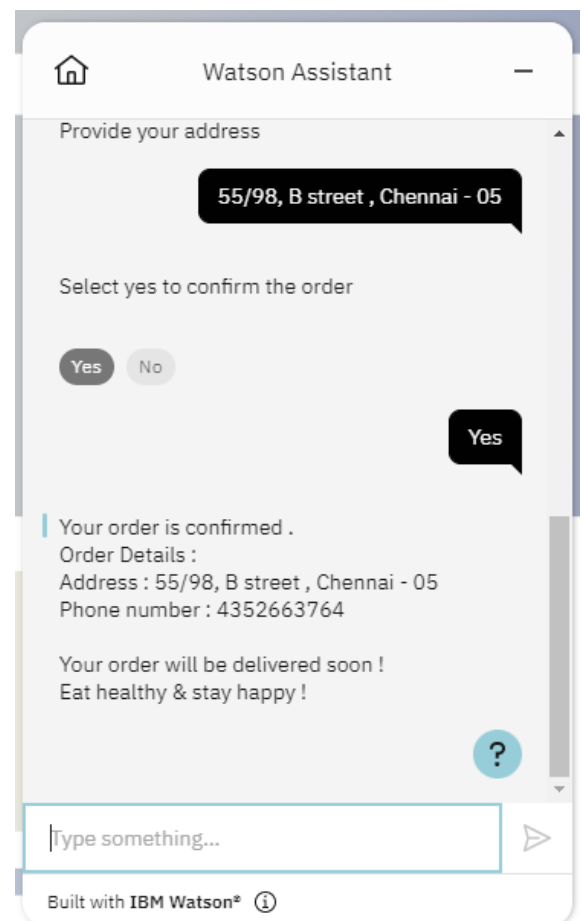 Watson Assistant
Provide your address
55/98, B street , Chennai - 05
Select yes to confirm the order
Yes No
Yes
Your order is confirmed .
Order Details :
Address : 55/98, B street , Chennai - 05
Phone number : 4352663764
Your order will be delivered soon !
Eat healthy & stay happy !
?
Type something...
Built with IBM Watson®